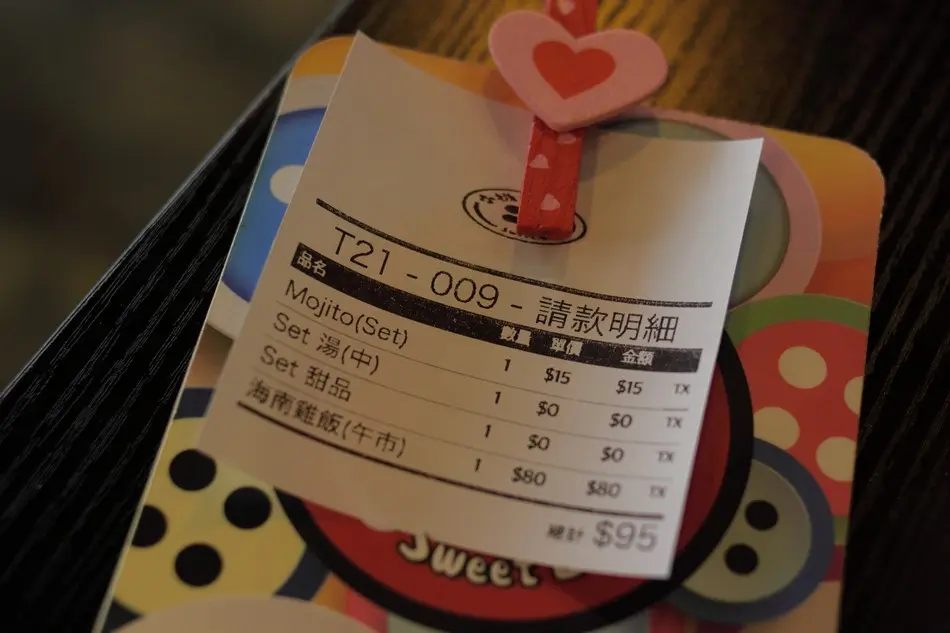 T21 - 009 - 請款明細
品名 數量 單價 金額
Mojito(Set) 1 $15 $15 TX
Set 湯(中) 1 $0 $0 TX
Set 甜品 1 $0 $0 TX
海南雞飯(午市) 1 $80 $80 TX
總計 $95
Sweet